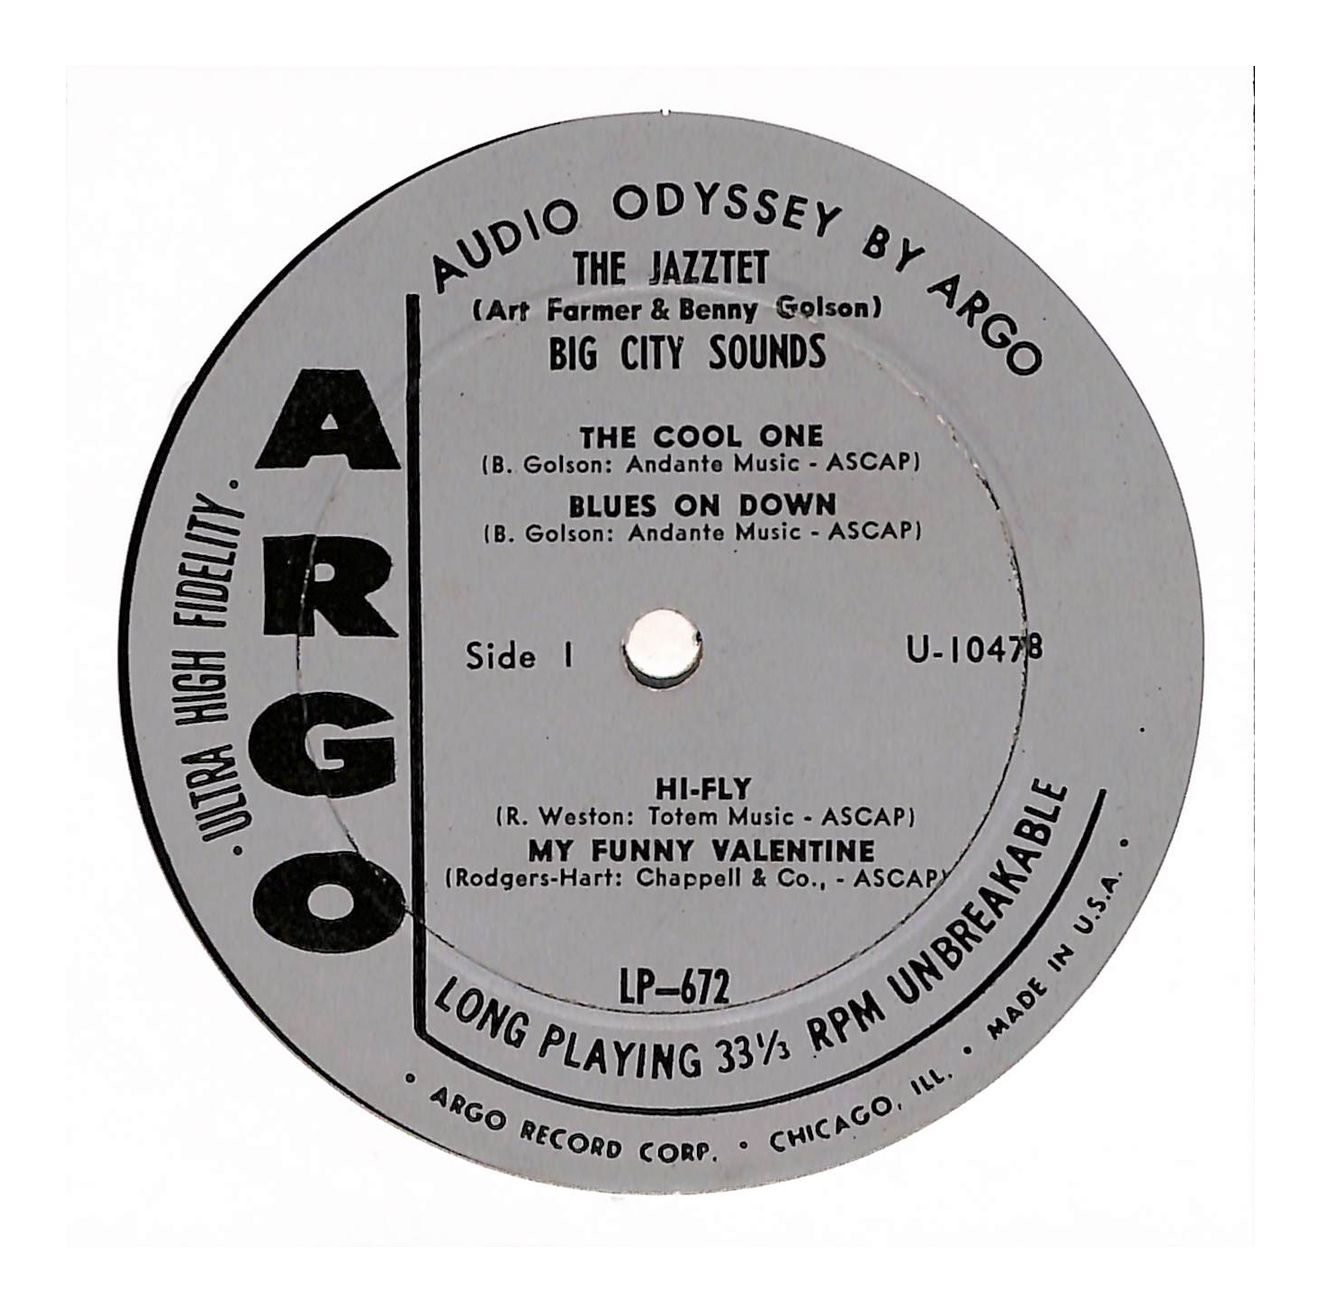 AUDIO ODYSSEY BY ARGO
THE JAZZTET
(Art Farmer & Benny Golson)
BIG CITY SOUNDS
THE COOL ONE
(B. Golson: Andante Music - ASCAP)
BLUES ON DOWN
(B. Golson: Andante Music - ASCAP)
ARGO
• ULTRA HIGH FIDELITY •
Side 1
U-10478
HI-FLY
(R. Weston: Totem Music - ASCAP)
MY FUNNY VALENTINE
(Rodgers-Hart: Chappell & Co., - ASCAP)
LP—672
LONG PLAYING 33⅓ RPM UNBREAKABLE
• ARGO RECORD CORP. • CHICAGO, ILL. • MADE IN U.S.A. •